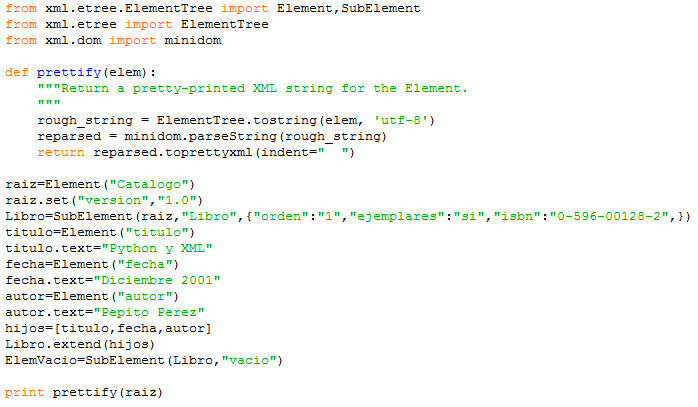 from xml.etree.ElementTree import Element,SubElement
from xml.etree import ElementTree
from xml.dom import minidom

def prettify(elem):
    """Return a pretty-printed XML string for the Element.
    """
    rough_string = ElementTree.tostring(elem, 'utf-8')
    reparsed = minidom.parseString(rough_string)
    return reparsed.toprettyxml(indent="  ")

raiz=Element("Catalogo")
raiz.set("version","1.0")
Libro=SubElement(raiz,"Libro",{"orden":"1","ejemplares":"si","isbn":"0-596-00128-2",})
titulo=Element("titulo")
titulo.text="Python y XML"
fecha=Element("fecha")
fecha.text="Diciembre 2001"
autor=Element("autor")
autor.text="Pepito Perez"
hijos=[titulo,fecha,autor]
Libro.extend(hijos)
ElemVacio=SubElement(Libro,"vacio")

print prettify(raiz)